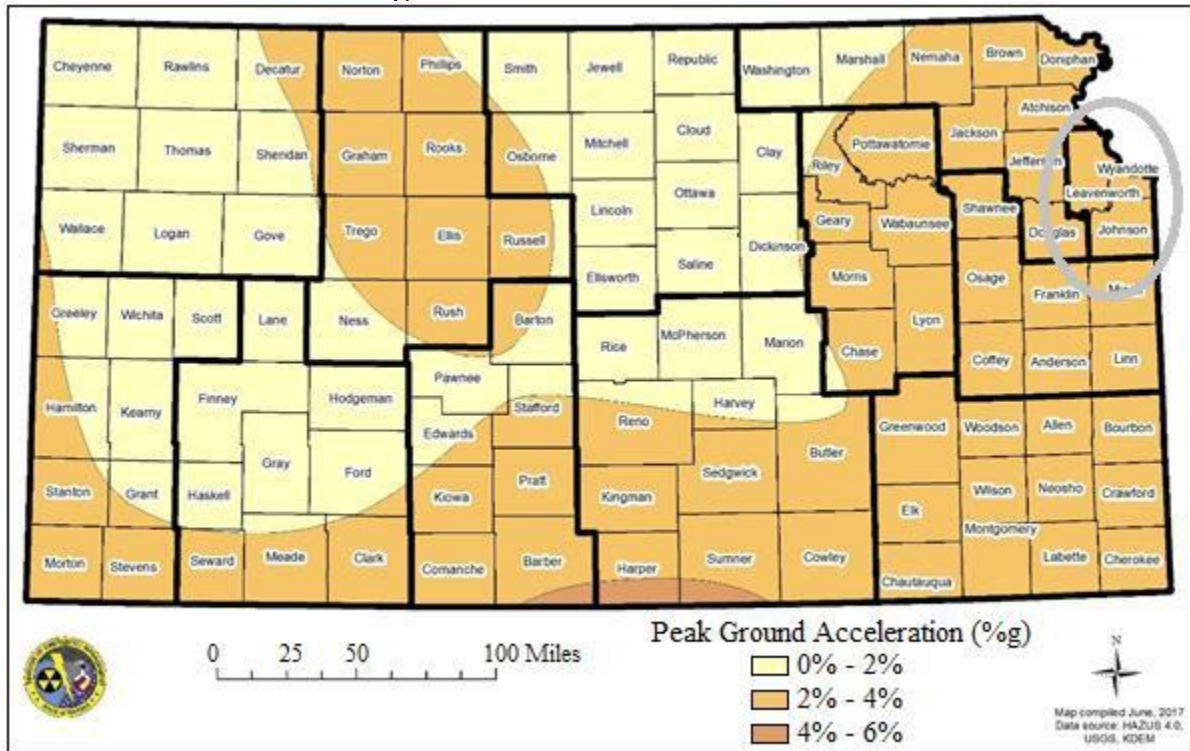 Cheyenne Rawlins Decatur Norton Phillips Smith Jewell Republic Washington Marshall Nemaha Brown Doniphan
Atchison
Sherman Thomas Sheridan Graham Rooks Osborne Mitchell Cloud Clay Riley Pottawatomie Jackson Jefferson Wyandotte
Leavenworth
Wallace Logan Gove Trego Ellis Russell Lincoln Ottawa Dickinson Geary Wabaunsee Shawnee Douglas Johnson
Ellsworth Saline Morris Osage Franklin
Greeley Wichita Scott Lane Ness Rush Barton Rice McPherson Marion Chase Lyon Coffey Anderson Linn
Hamilton Kearny Finney Hodgeman Pawnee Stafford Edwards Reno Harvey Butler Greenwood Woodson Allen Bourbon
Stanton Grant Haskell Gray Ford Kiowa Pratt Kingman Sedgwick Elk Wilson Neosho Crawford
Montgomery
Morton Stevens Seward Meade Clark Comanche Barber Harper Sumner Cowley Chautauqua Labette Cherokee
0 25 50 100 Miles
Peak Ground Acceleration (%g)
0% - 2%
2% - 4%
4% - 6%
N
Map compiled June, 2017
Data source: HAZUS 4.0,
USGS, KDEM